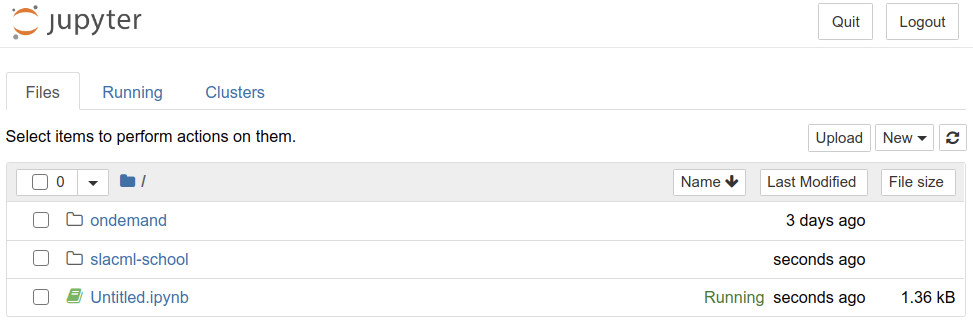 jupyter Quit Logout
Files Running Clusters
Select items to perform actions on them. Upload New
0 / Name Last Modified File size
ondemand 3 days ago
slacml-school seconds ago
Untitled.ipynb Running seconds ago 1.36 kB